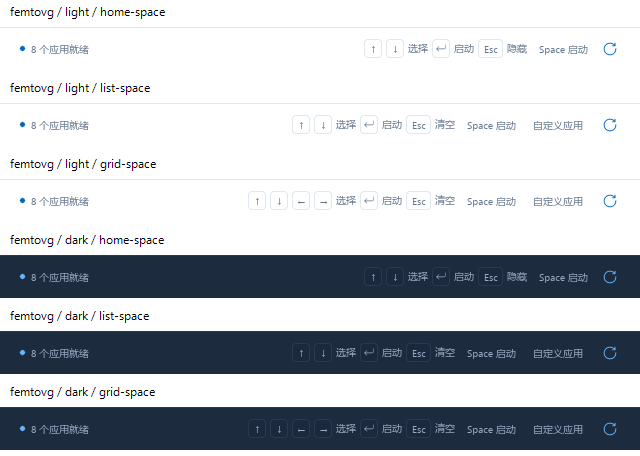 femtovg / light / home-space
8 个应用就绪 ↑ ↓ 选择 ↵ 启动 Esc 隐藏 Space 启动
femtovg / light / list-space
8 个应用就绪 ↑ ↓ 选择 ↵ 启动 Esc 清空 Space 启动 自定义应用
femtovg / light / grid-space
8 个应用就绪 ↑ ↓ ← → 选择 ↵ 启动 Esc 清空 Space 启动 自定义应用
femtovg / dark / home-space
8 个应用就绪 ↑ ↓ 选择 ↵ 启动 Esc 隐藏 Space 启动
femtovg / dark / list-space
8 个应用就绪 ↑ ↓ 选择 ↵ 启动 Esc 清空 Space 启动 自定义应用
femtovg / dark / grid-space
8 个应用就绪 ↑ ↓ ← → 选择 ↵ 启动 Esc 清空 Space 启动 自定义应用